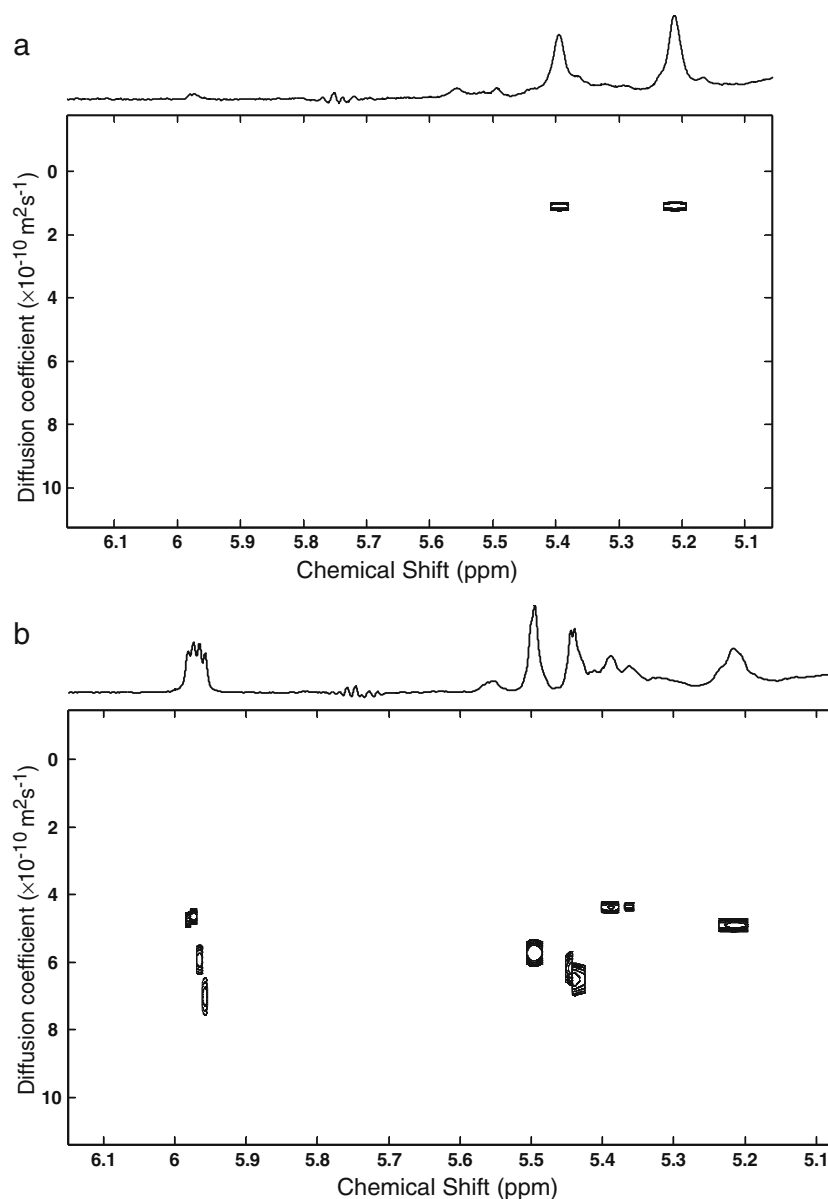 a
0
2
4
6
8
10
Diffusion coefficient (×10⁻¹⁰ m²s⁻¹)
6.1 6 5.9 5.8 5.7 5.6 5.5 5.4 5.3 5.2 5.1
Chemical Shift (ppm)
b
0
2
4
6
8
10
Diffusion coefficient (×10⁻¹⁰ m²s⁻¹)
6.1 6 5.9 5.8 5.7 5.6 5.5 5.4 5.3 5.2 5.1
Chemical Shift (ppm)